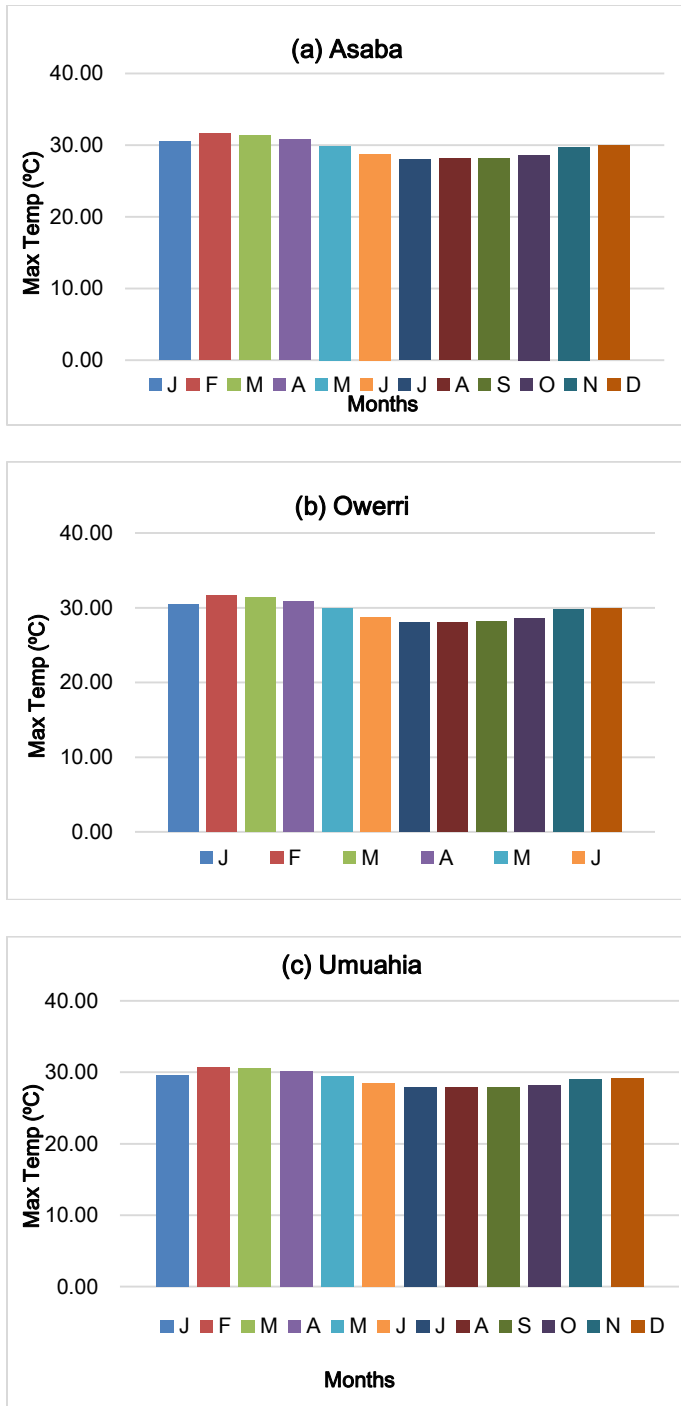 (a) Asaba
40.00
30.00
20.00
10.00
0.00
Max Temp (ºC)
J F M A M J J A S O N D
Months
(b) Owerri
40.00
30.00
20.00
10.00
0.00
Max Temp (ºC)
J F M A M J
(c) Umuahia
40.00
30.00
20.00
10.00
0.00
Max Temp (ºC)
J F M A M J J A S O N D
Months